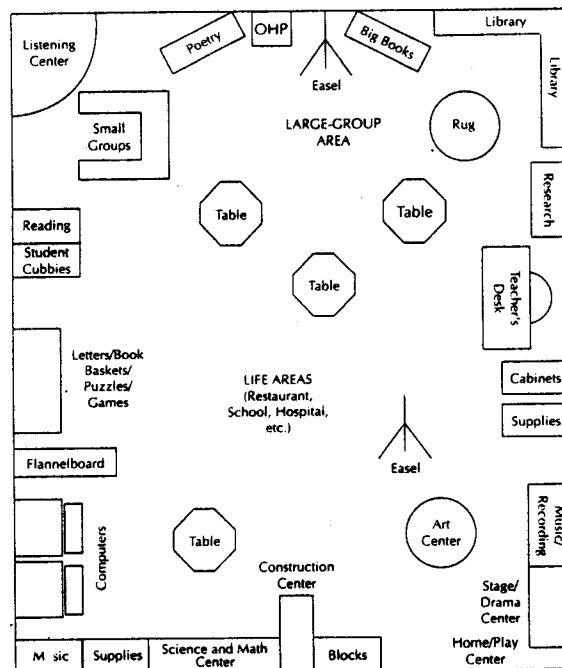 Listening
Center
Poetry
OHP
Easel
Big Books
Library
Library
Small
Groups
LARGE-GROUP
AREA
Rug
Research
Reading
Student
Cubbies
Table
Table
Table
Teacher's
Desk
Letters/Book
Baskets/
Puzzles/
Games
LIFE AREAS
(Restaurant,
School, Hospital,
etc.)
Cabinets
Supplies
Easel
Flannelboard
Computers
Table
Art
Center
Music/
Recording
Construction
Center
Stage/
Drama
Center
Home/Play
Center
M sic
Supplies
Science and Math
Center
Blocks